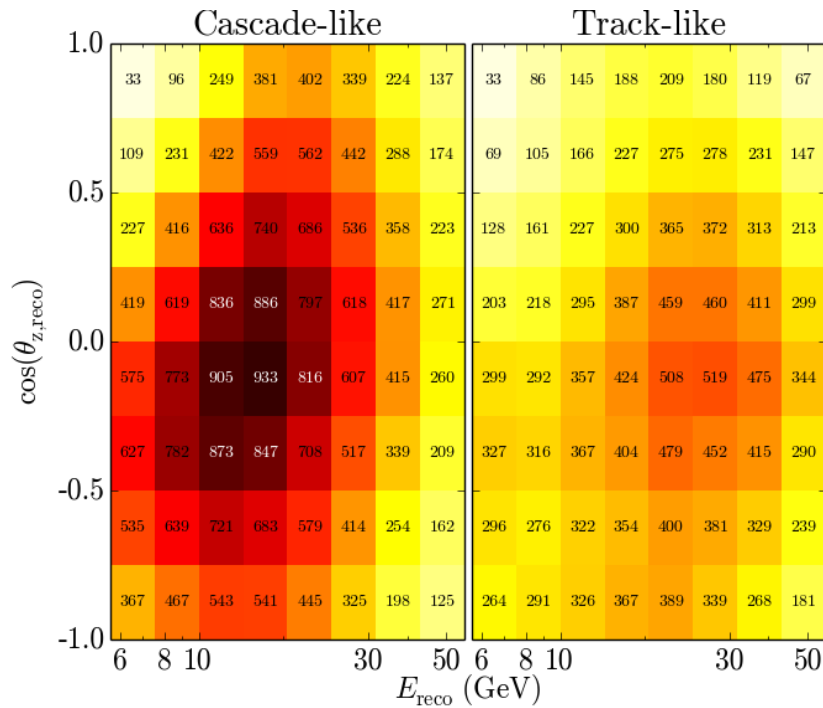 Cascade-like Track-like
1.0
33 96 249 381 402 339 224 137 33 86 145 188 209 180 119 67
109 231 422 559 562 442 288 174 69 105 166 227 275 278 231 147
0.5
227 416 636 740 686 536 358 223 128 161 227 300 365 372 313 213
419 619 836 886 797 618 417 271 203 218 295 387 459 460 411 299
0.0
575 773 905 933 816 607 415 260 299 292 357 424 508 519 475 344
627 782 873 847 708 517 339 209 327 316 367 404 479 452 415 290
-0.5
535 639 721 683 579 414 254 162 296 276 322 354 400 381 329 239
367 467 543 541 445 325 198 125 264 291 326 367 389 339 268 181
-1.0
cos(θz,reco)
6 8 10 30 50 6 8 10 30 50
Ereco (GeV)